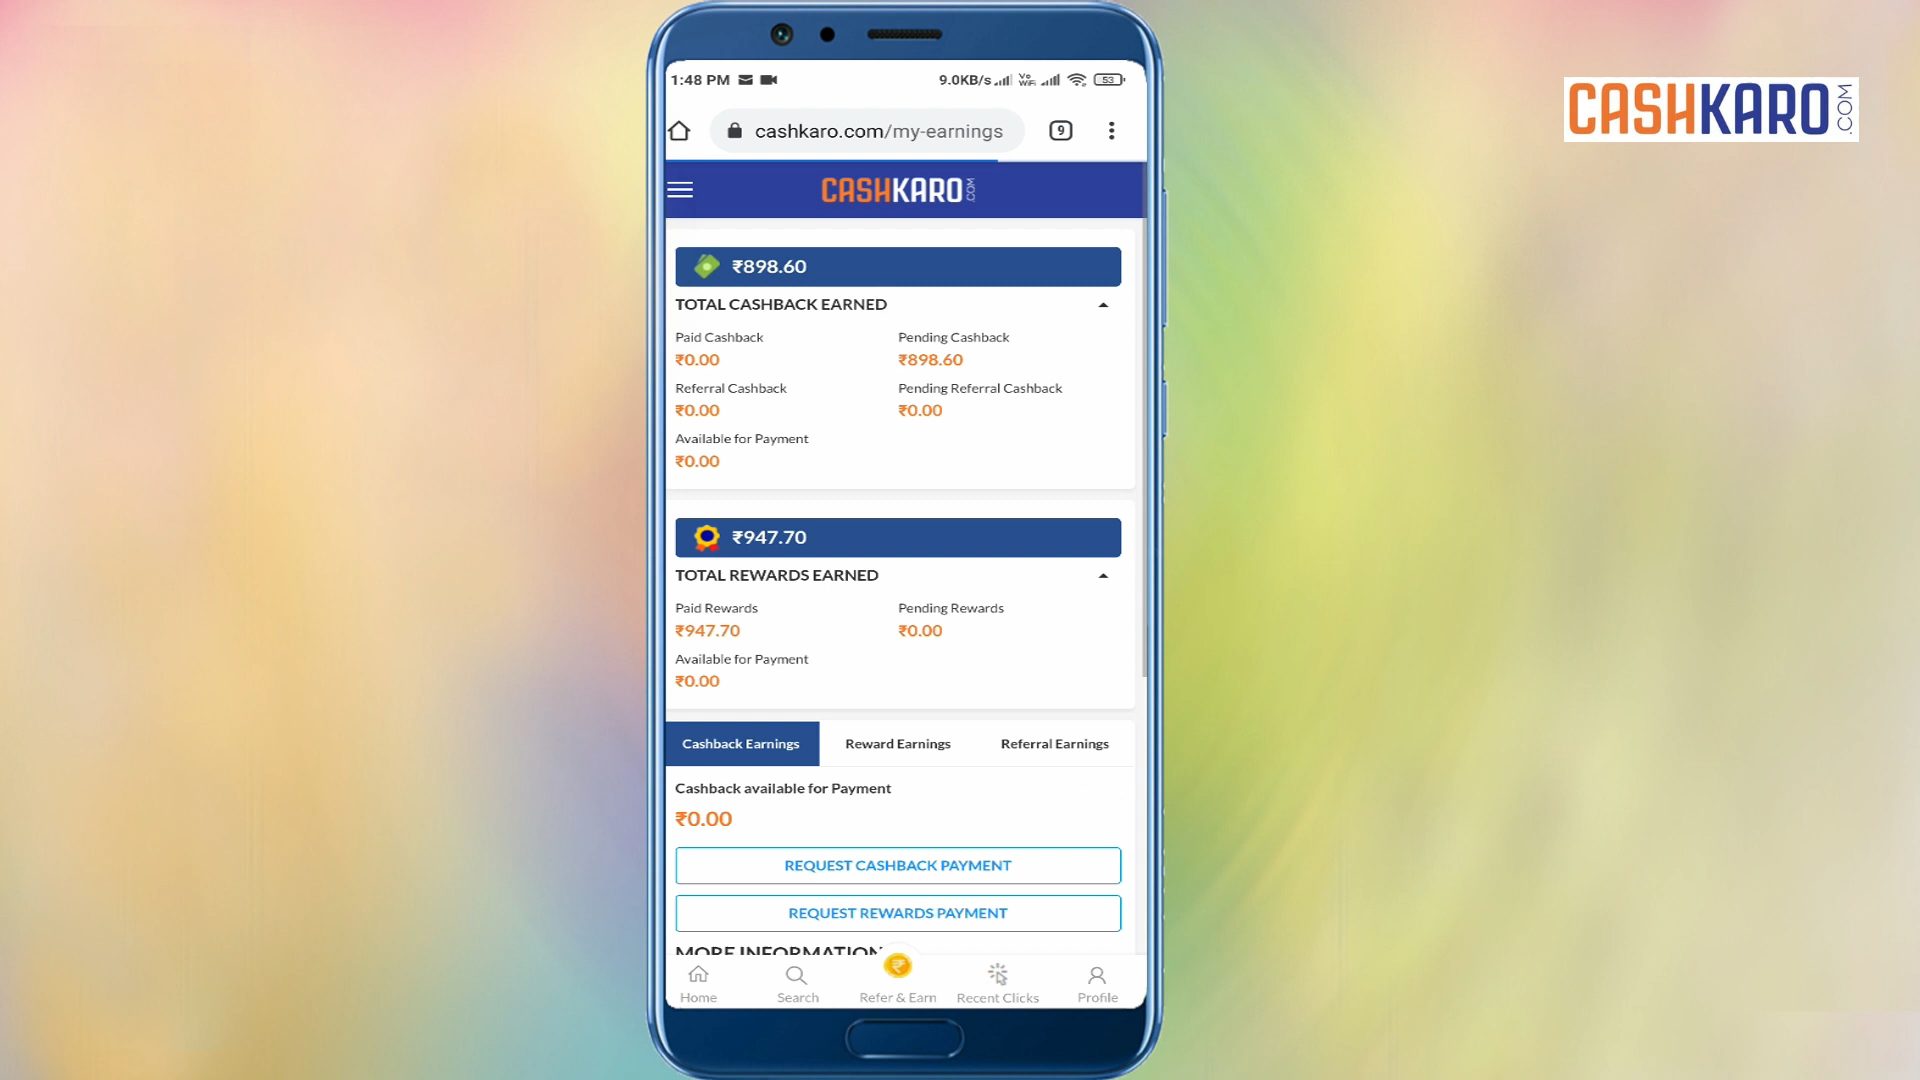 1:48 PM 9.0KB/s Vo WiFi 53
cashkaro.com/my-earnings 9
CASHKARO.COM
CASHKARO.COM
₹898.60
TOTAL CASHBACK EARNED
Paid Cashback Pending Cashback
₹0.00 ₹898.60
Referral Cashback Pending Referral Cashback
₹0.00 ₹0.00
Available for Payment
₹0.00
₹947.70
TOTAL REWARDS EARNED
Paid Rewards Pending Rewards
₹947.70 ₹0.00
Available for Payment
₹0.00
Cashback Earnings Reward Earnings Referral Earnings
Cashback available for Payment
₹0.00
REQUEST CASHBACK PAYMENT
REQUEST REWARDS PAYMENT
MORE INFORMATION
Home Search Refer & Earn Recent Clicks Profile